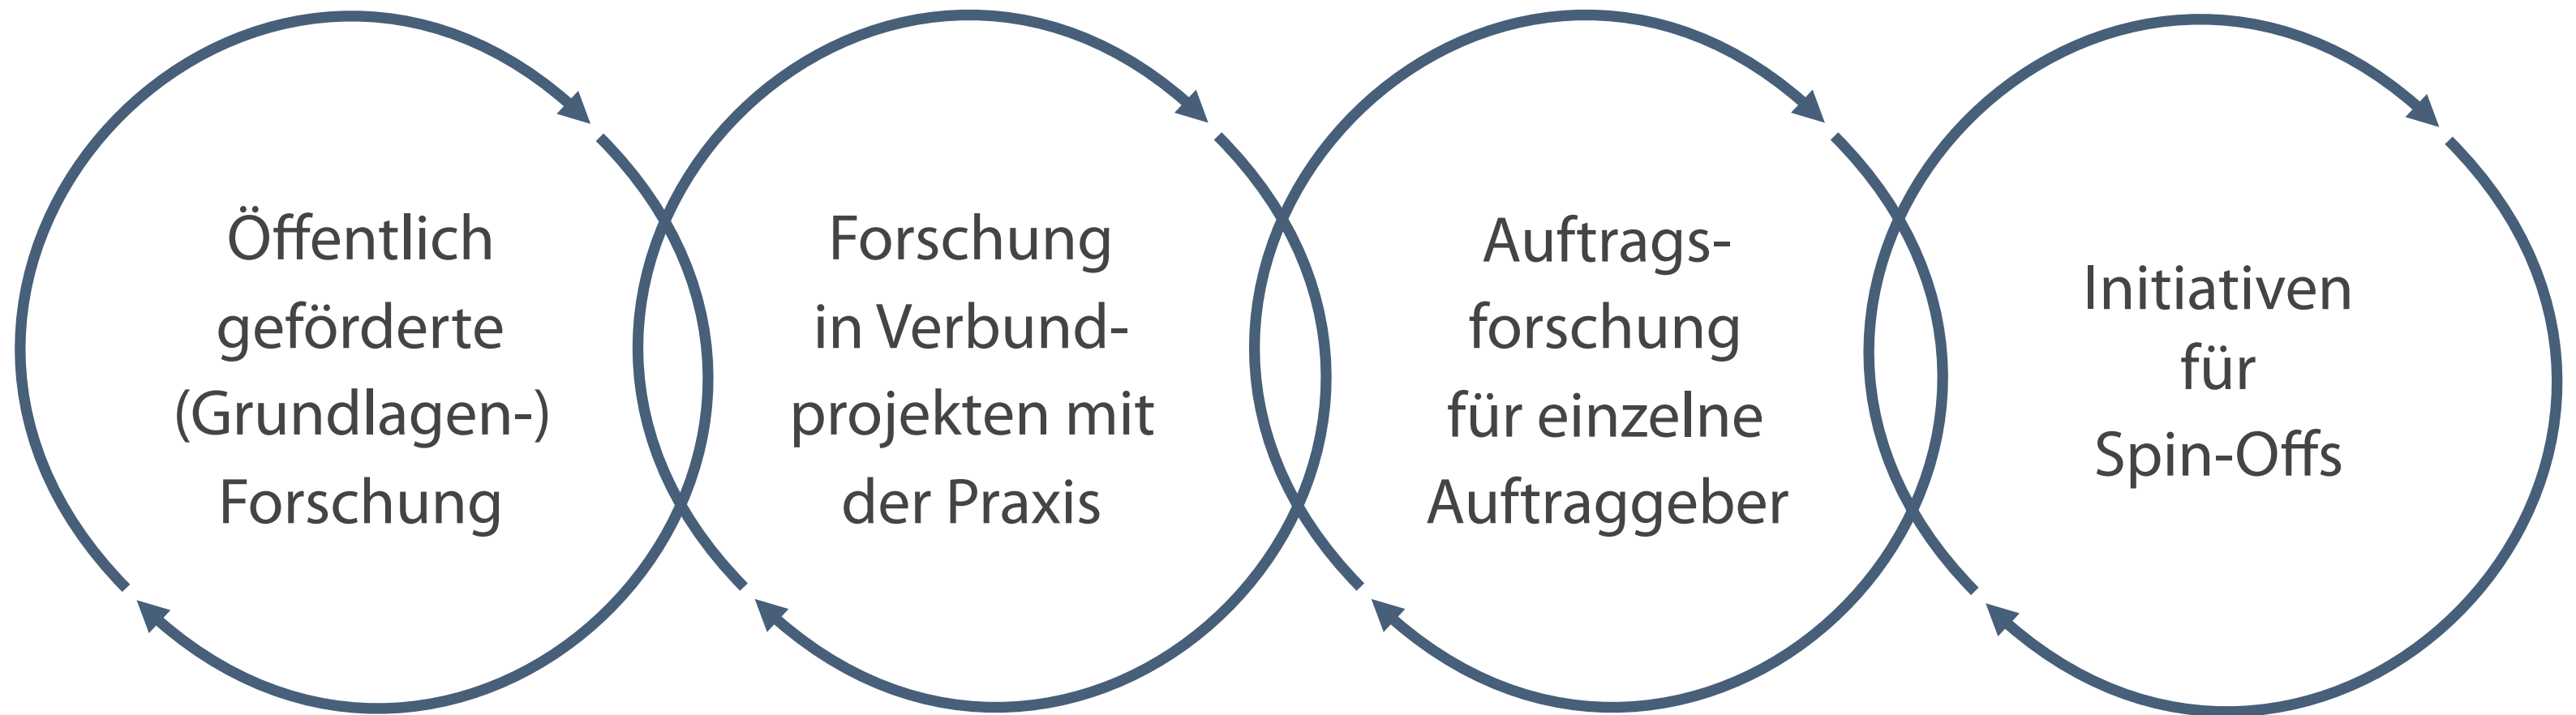 Öffentlich
geförderte
(Grundlagen-)
Forschung
Forschung
in Verbund-
projekten mit
der Praxis
Auftrags-
forschung
für einzelne
Auftraggeber
Initiativen
für
Spin-Offs